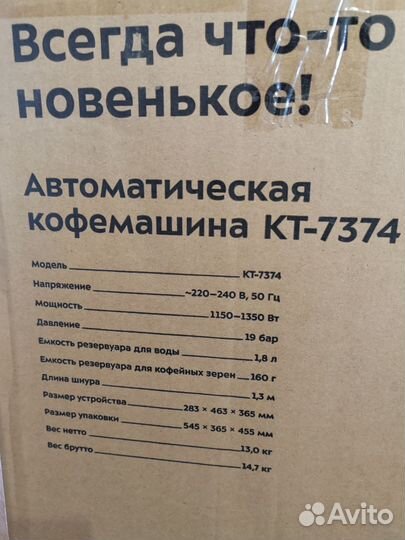 Всегда что-то
новенькое!
Автоматическая
кофемашина КТ-7374
Модель КТ-7374
Напряжение ~220–240 В, 50 Гц
Мощность 1150–1350 Вт
Давление 19 бар
Емкость резервуара для воды 1,8 л
Емкость резервуара для кофейных зерен 160 г
Длина шнура 1,3 м
Размер устройства 283 × 463 × 365 мм
Размер упаковки 545 × 365 × 455 мм
Вес нетто 13,0 кг
Вес брутто 14,7 кг
Avito